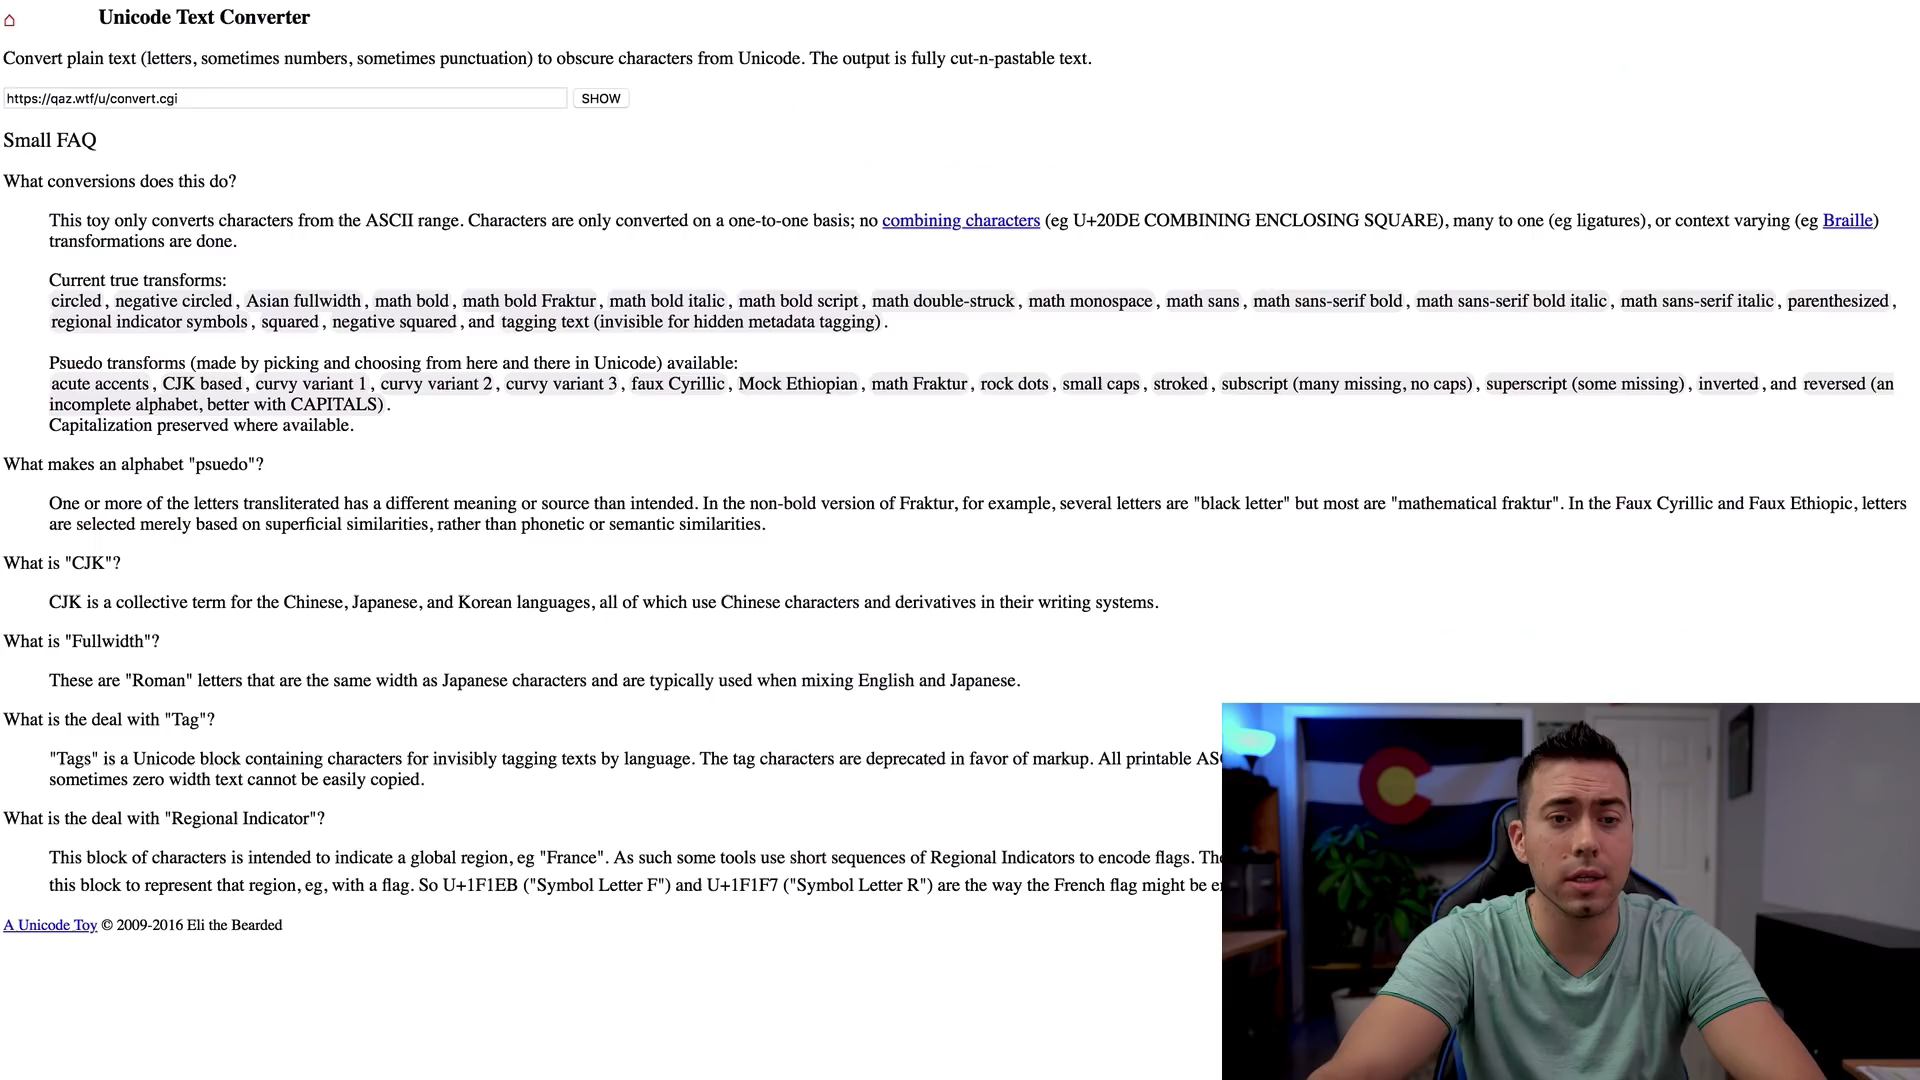 Unicode Text Converter
Convert plain text (letters, sometimes numbers, sometimes punctuation) to obscure characters from Unicode. The output is fully cut-n-pastable text.
https://qaz.wtf/u/convert.cgi SHOW
Small FAQ
What conversions does this do?
This toy only converts characters from the ASCII range. Characters are only converted on a one-to-one basis; no combining characters (eg U+20DE COMBINING ENCLOSING SQUARE), many to one (eg ligatures), or context varying (eg Braille)
transformations are done.
Current true transforms:
circled, negative circled, Asian fullwidth, math bold, math bold Fraktur, math bold italic, math bold script, math double-struck, math monospace, math sans, math sans-serif bold, math sans-serif bold italic, math sans-serif italic, parenthesized,
regional indicator symbols, squared, negative squared, and tagging text (invisible for hidden metadata tagging).
Psuedo transforms (made by picking and choosing from here and there in Unicode) available:
acute accents, CJK based, curvy variant 1, curvy variant 2, curvy variant 3, faux Cyrillic, Mock Ethiopian, math Fraktur, rock dots, small caps, stroked, subscript (many missing, no caps), superscript (some missing), inverted, and reversed (an
incomplete alphabet, better with CAPITALS).
Capitalization preserved where available.
What makes an alphabet "psuedo"?
One or more of the letters transliterated has a different meaning or source than intended. In the non-bold version of Fraktur, for example, several letters are "black letter" but most are "mathematical fraktur". In the Faux Cyrillic and Faux Ethiopic, letters
are selected merely based on superficial similarities, rather than phonetic or semantic similarities.
What is "CJK"?
CJK is a collective term for the Chinese, Japanese, and Korean languages, all of which use Chinese characters and derivatives in their writing systems.
What is "Fullwidth"?
These are "Roman" letters that are the same width as Japanese characters and are typically used when mixing English and Japanese.
What is the deal with "Tag"?
"Tags" is a Unicode block containing characters for invisibly tagging texts by language. The tag characters are deprecated in favor of markup. All printable
sometimes zero width text cannot be easily copied.
What is the deal with "Regional Indicator"?
This block of characters is intended to indicate a global region, eg "France". As such some tools use short sequences of Regional Indicators to encode flags.
this block to represent that region, eg, with a flag. So U+1F1EB ("Symbol Letter F") and U+1F1F7 ("Symbol Letter R") are the way the French flag might be
A Unicode Toy © 2009-2016 Eli the Bearded